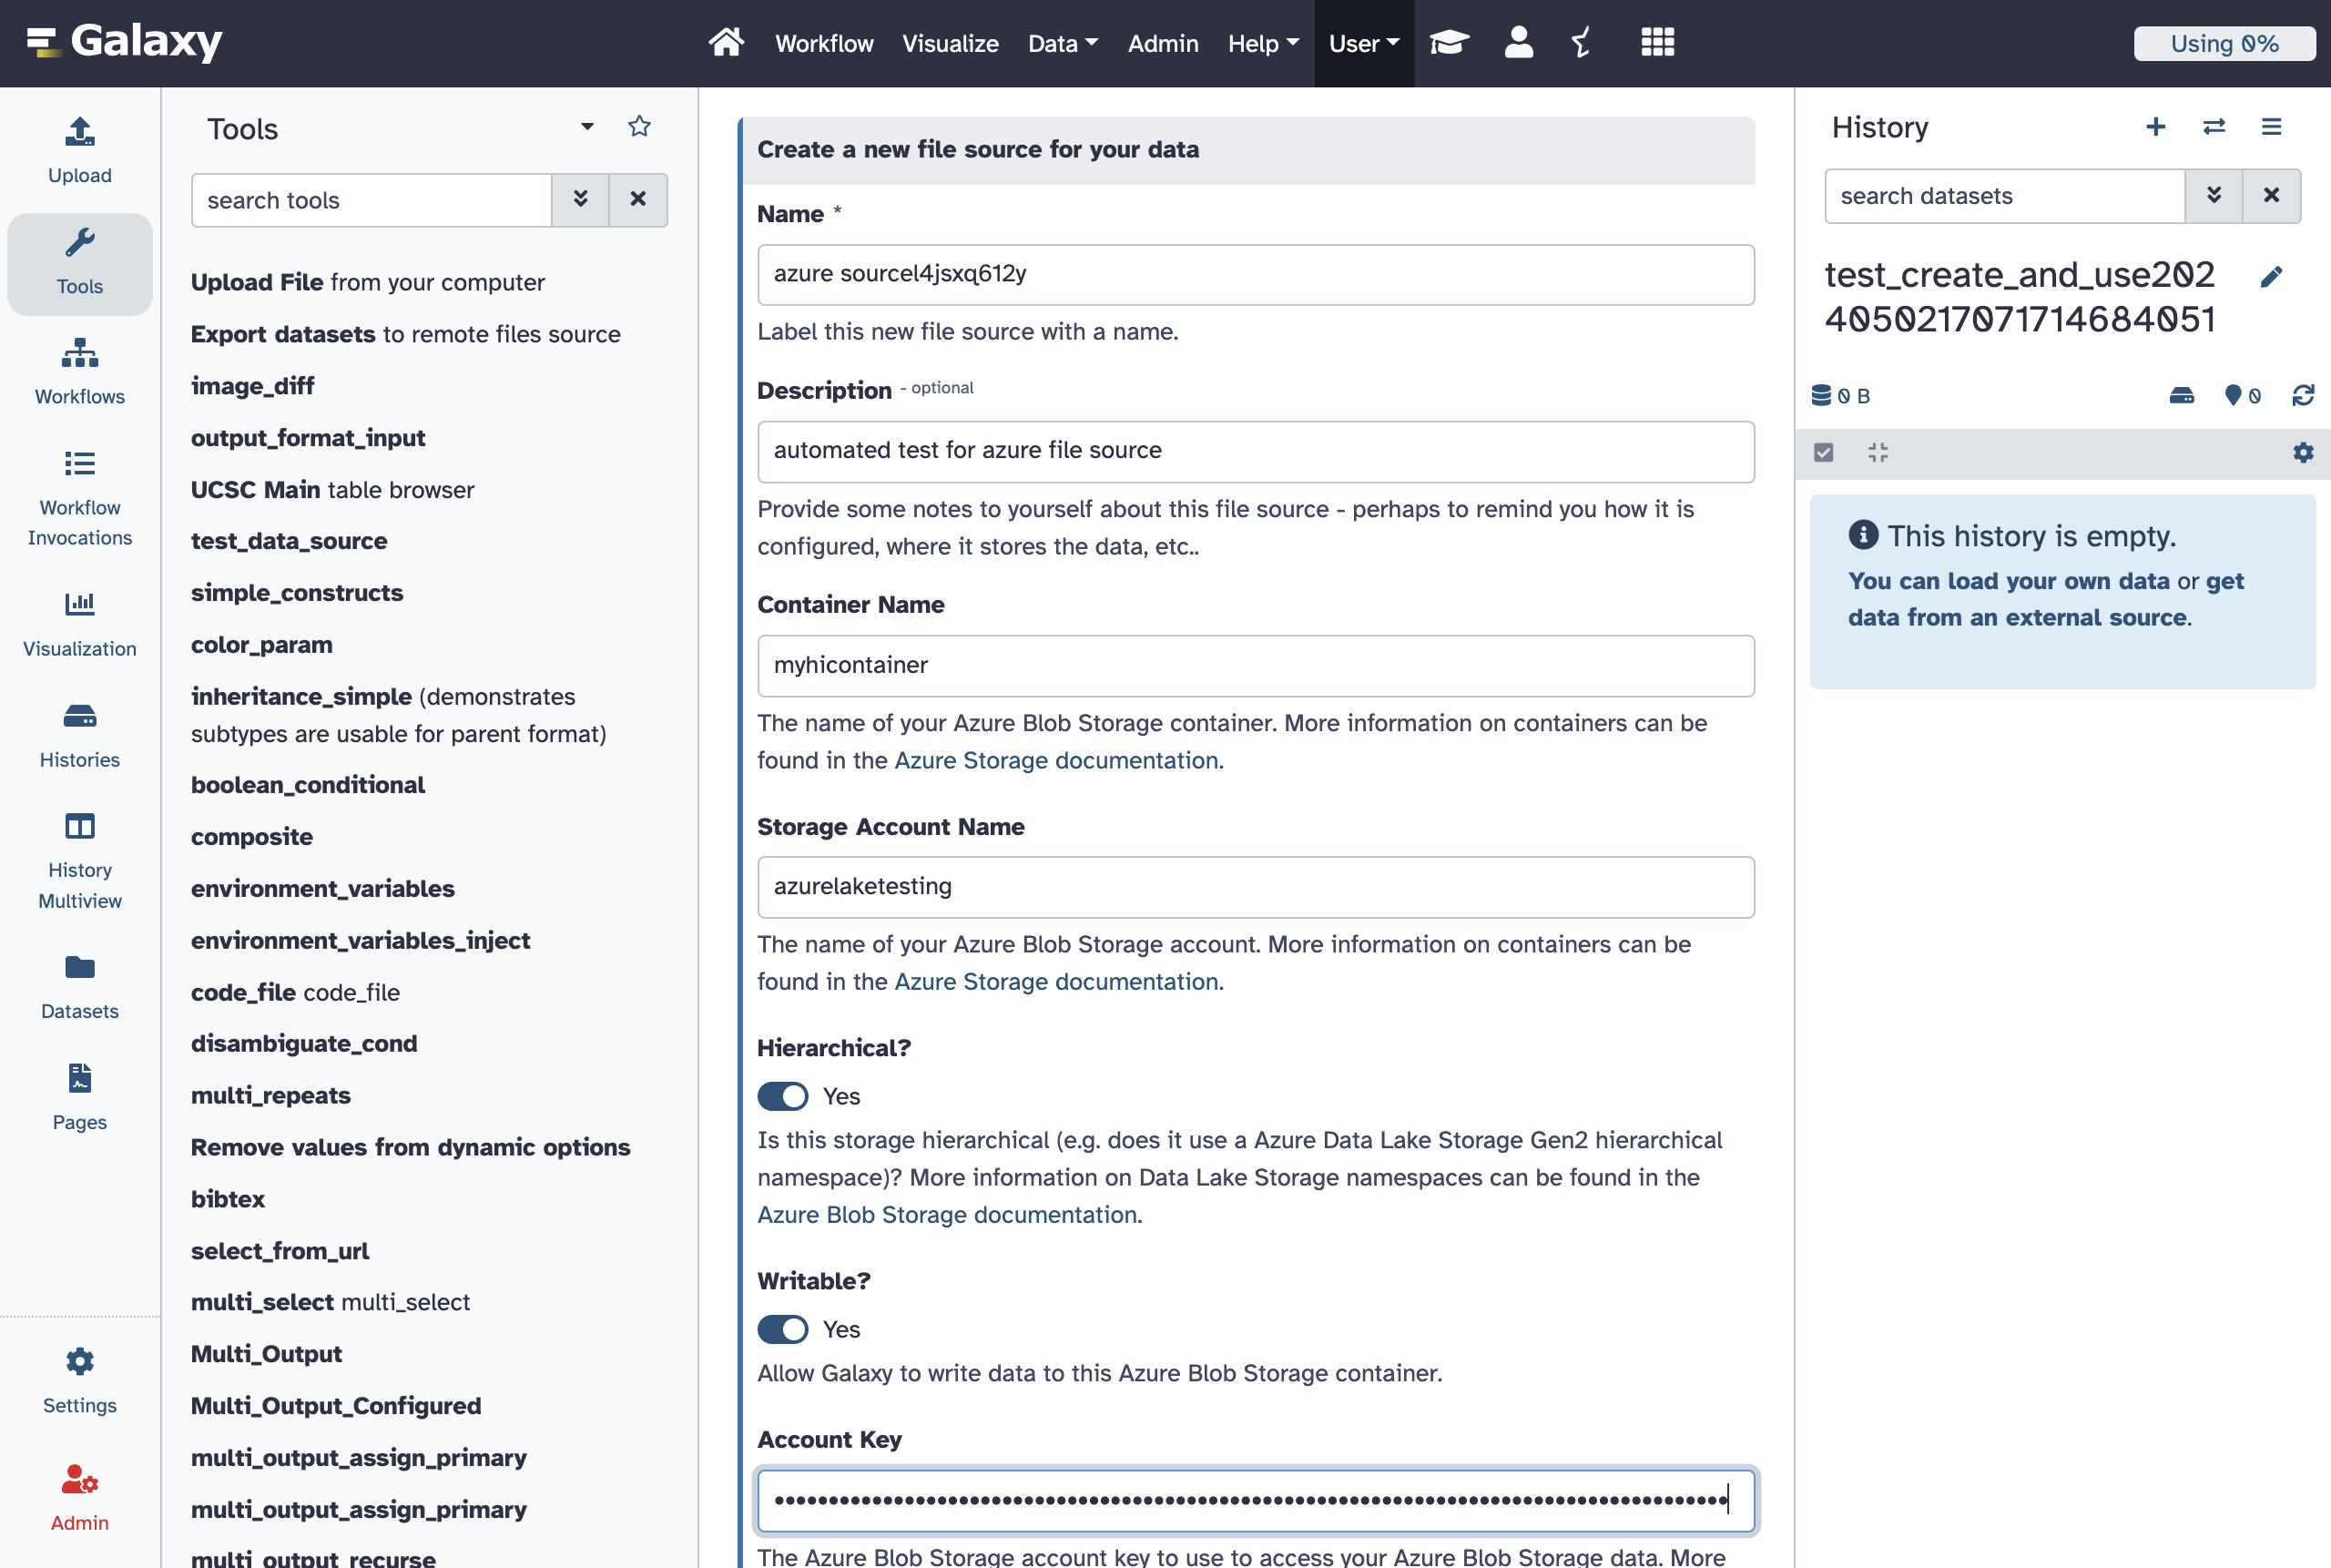 Galaxy
Workflow
Visualize
Data
Admin
Help
User
Using 0%
Upload
Tools
Workflows
Workflow
Invocations
Visualization
Histories
History
Multiview
Datasets
Pages
Settings
Admin
Tools
search tools
Upload File from your computer
Export datasets to remote files source
image_diff
output_format_input
UCSC Main table browser
test_data_source
simple_constructs
color_param
inheritance_simple (demonstrates
subtypes are usable for parent format)
boolean_conditional
composite
environment_variables
environment_variables_inject
code_file code_file
disambiguate_cond
multi_repeats
Remove values from dynamic options
bibtex
select_from_url
multi_select multi_select
Multi_Output
Multi_Output_Configured
multi_output_assign_primary
multi_output_assign_primary
multi_output_recurse
Create a new file source for your data
Name *
azure sourcel4jsxq612y
Label this new file source with a name.
Description - optional
automated test for azure file source
Provide some notes to yourself about this file source - perhaps to remind you how it is
configured, where it stores the data, etc..
Container Name
myhicontainer
The name of your Azure Blob Storage container. More information on containers can be
found in the Azure Storage documentation.
Storage Account Name
azurelaketesting
The name of your Azure Blob Storage account. More information on containers can be
found in the Azure Storage documentation.
Hierarchical?
Yes
Is this storage hierarchical (e.g. does it use a Azure Data Lake Storage Gen2 hierarchical
namespace)? More information on Data Lake Storage namespaces can be found in the
Azure Blob Storage documentation.
Writable?
Yes
Allow Galaxy to write data to this Azure Blob Storage container.
Account Key
The Azure Blob Storage account key to use to access your Azure Blob Storage data. More
History
search datasets
test_create_and_use202
4050217071714684051
0 B
0
This history is empty.
You can load your own data or get
data from an external source.